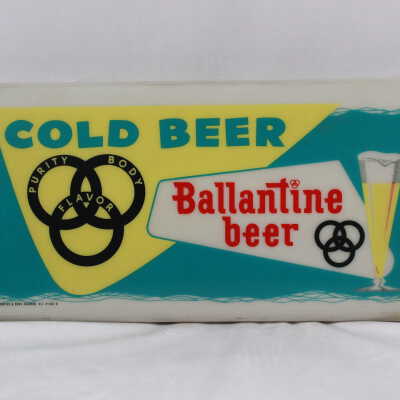 COLD BEER
PURITY BODY
FLAVOR
Ballantine
beer